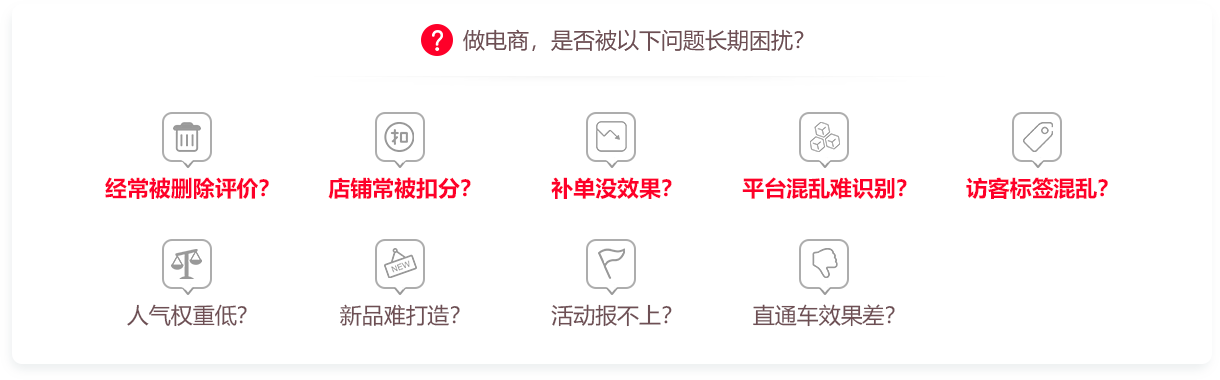 做电商，是否被以下问题长期困扰？
扣
经常被删除评价？ 店铺常被扣分？ 补单没效果？ 平台混乱难识别？ 访客标签混乱？
NEW
人气权重低？ 新品难打造？ 活动报不上？ 直通车效果差？